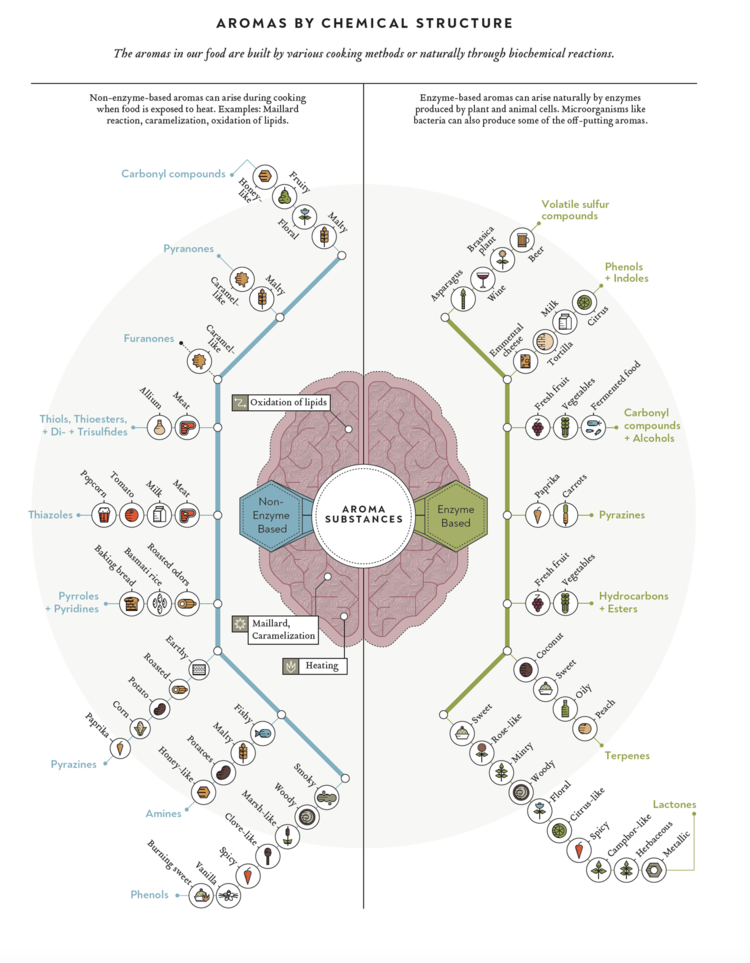 AROMAS BY CHEMICAL STRUCTURE
The aromas in our food are built by various cooking methods or naturally through biochemical reactions.
Non-enzyme-based aromas can arise during cooking
when food is exposed to heat. Examples: Maillard
reaction, caramelization, oxidation of lipids.
Enzyme-based aromas can arise naturally by enzymes
produced by plant and animal cells. Microorganisms like
bacteria can also produce some of the off-putting aromas.
Carbonyl compounds
Honey-
like
Fruity
Floral
Malty
Pyranones
Caramel-
like
Malty
Furanones
Caramel-
like
Thiols, Thioesters,
+ Di- + Trisulfides
Allium
Meat
Thiazoles
Popcorn
Tomato
Milk
Meat
Pyrroles
+ Pyridines
Baking bread
Basmati rice
Roasted odors
Earthy
Roasted
Potato
Corn
Paprika
Pyrazines
Fishy
Malty
Potatoes
Honey-like
Amines
Smoky
Woody
Marsh-like
Clove-like
Spicy
Vanilla
Burning sweet
Phenols
Oxidation of lipids
Non-
Enzyme
Based
AROMA
SUBSTANCES
Enzyme
Based
Maillard,
Caramelization
Heating
Volatile sulfur
compounds
Asparagus
Wine
Brassica
plant
Beer
Phenols
+ Indoles
Emmental
cheese
Tortilla
Milk
Citrus
Fresh fruit
Vegetables
Fermented food
Carbonyl
compounds
+ Alcohols
Paprika
Carrots
Pyrazines
Fresh fruit
Vegetables
Hydrocarbons
+ Esters
Coconut
Sweet
Oily
Peach
Terpenes
Sweet
Rose-like
Minty
Woody
Floral
Citrus-like
Spicy
Camphor-like
Herbaceous
Metallic
Lactones